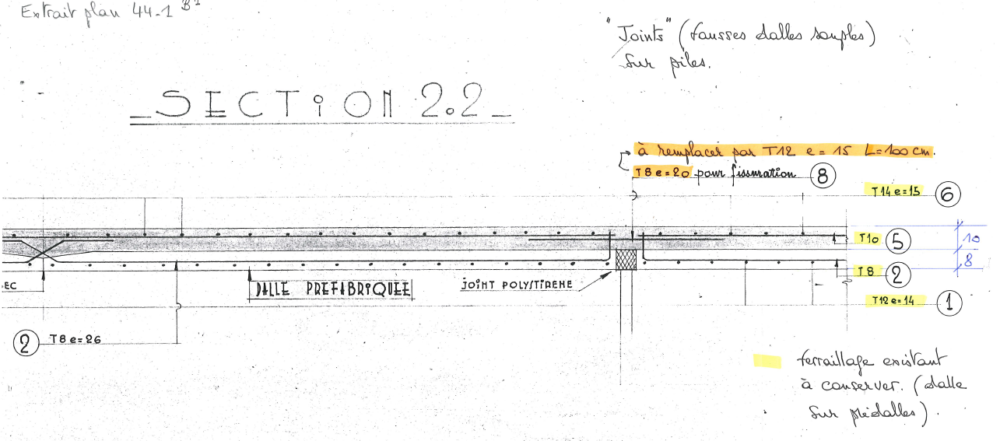 Extrait plan 44-1 B1
"Joints" (fausses dalles souples)
sur piles.
SECTION 2.2
à remplacer par T12 e= 15 L=100 cm.
T8 e=20 pour fissuration 8
T14 e=15 6
T10 5
10
8
T8 2
EC
DALLE PREFABRIQUEE
JOINT POLYSTIRENE
T12 e=14 1
2 T8 e=26
ferraillage existant
à conserver. (dalle
sur prédalles).